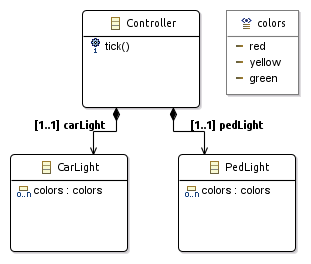 Controller
tick()
colors
red
yellow
green
[1..1] carLight
[1..1] pedLight
CarLight
colors : colors
0..n
PedLight
colors : colors
0..n